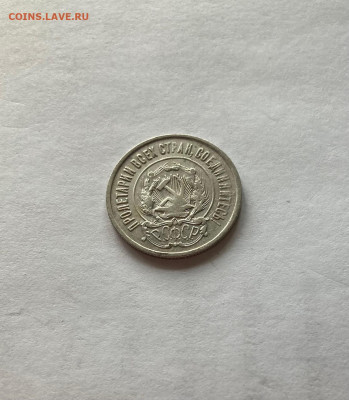 COINS.LAVE.RU
ПРОЛЕТАРИИ ВСЕХ СТРАН, СОЕДИНЯЙТЕСЬ!
РСФСР